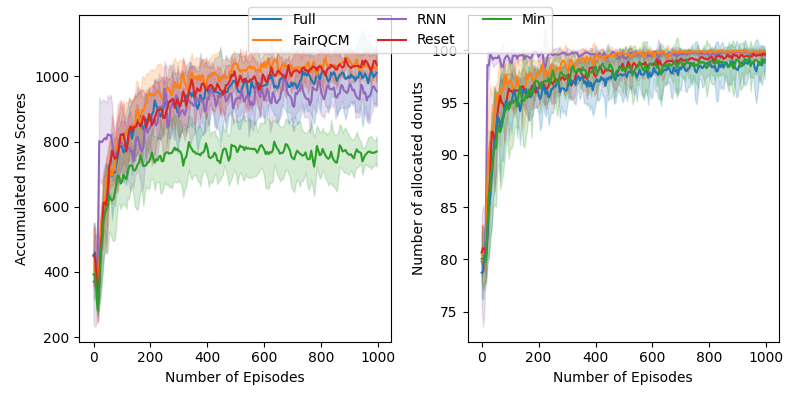 Full
FairQCM
RNN
Reset
Min
Accumulated nsw Scores
1000
800
600
400
200
0 200 400 600 800 1000
Number of Episodes
Number of allocated donuts
100
95
90
85
80
75
0 200 400 600 800 1000
Number of Episodes